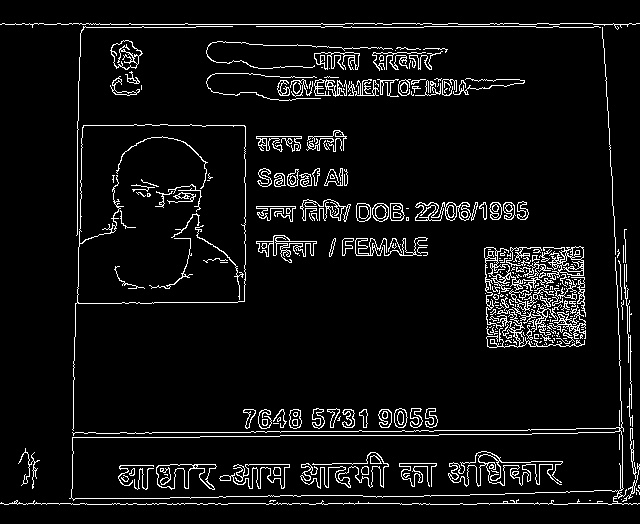 भारत सरकार
GOVERNMENT OF INDIA
सदफ अली
Sadaf Ali
जन्म तिथि/ DOB: 22/06/1995
महिला / FEMALE
7648 5731 9055
आधार-आम आदमी का अधिकार